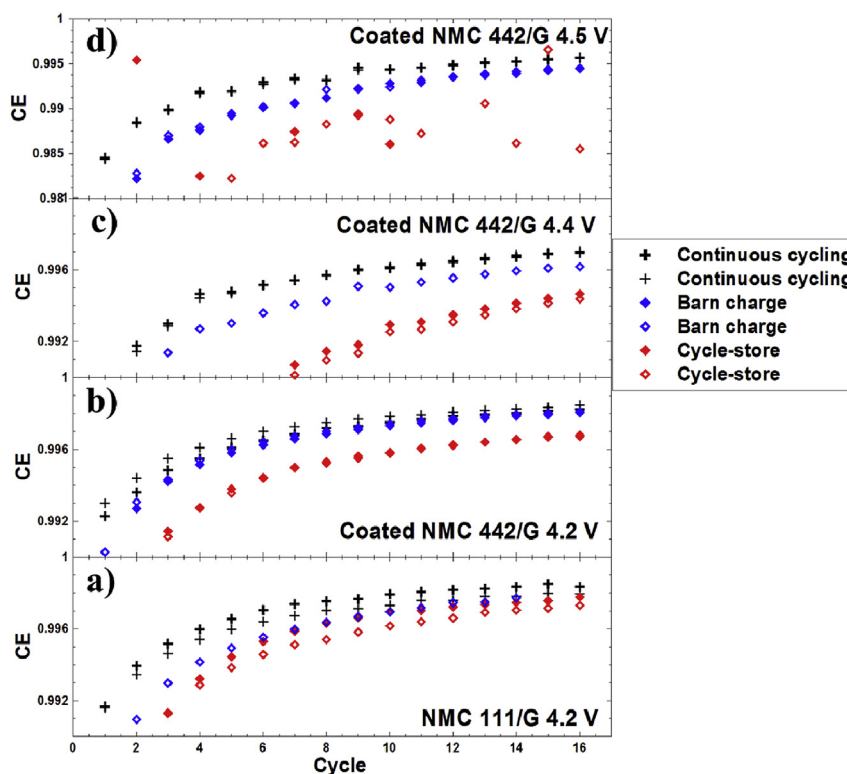 d)
Coated NMC 442/G 4.5 V
CE
1
0.995
0.99
0.985
0.981
c)
Coated NMC 442/G 4.4 V
CE
0.996
0.992
1
b)
Coated NMC 442/G 4.2 V
CE
0.996
0.992
1
a)
NMC 111/G 4.2 V
CE
0.996
0.992
0 2 4 6 8 10 12 14 16
Cycle
Continuous cycling
Continuous cycling
Barn charge
Barn charge
Cycle-store
Cycle-store